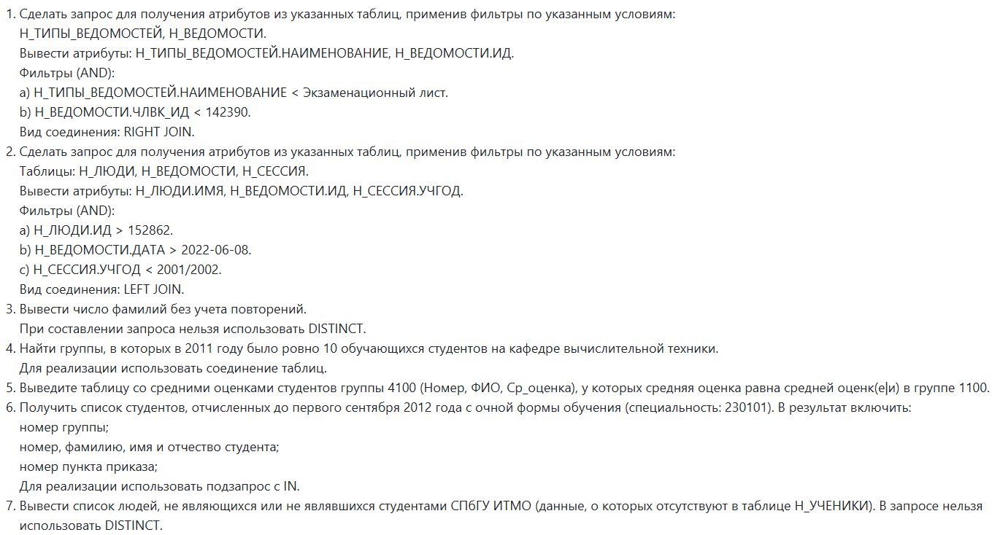 1. Сделать запрос для получения атрибутов из указанных таблиц, применив фильтры по указанным условиям:
Н_ТИПЫ_ВЕДОМОСТЕЙ, Н_ВЕДОМОСТИ.
Вывести атрибуты: Н_ТИПЫ_ВЕДОМОСТЕЙ.НАИМЕНОВАНИЕ, Н_ВЕДОМОСТИ.ИД.
Фильтры (AND):
a) Н_ТИПЫ_ВЕДОМОСТЕЙ.НАИМЕНОВАНИЕ < Экзаменационный лист.
b) Н_ВЕДОМОСТИ.ЧЛВК_ИД < 142390.
Вид соединения: RIGHT JOIN.
2. Сделать запрос для получения атрибутов из указанных таблиц, применив фильтры по указанным условиям:
Таблицы: Н_ЛЮДИ, Н_ВЕДОМОСТИ, Н_СЕССИЯ.
Вывести атрибуты: Н_ЛЮДИ.ИМЯ, Н_ВЕДОМОСТИ.ИД, Н_СЕССИЯ.УЧГОД.
Фильтры (AND):
a) Н_ЛЮДИ.ИД > 152862.
b) Н_ВЕДОМОСТИ.ДАТА > 2022-06-08.
c) Н_СЕССИЯ.УЧГОД < 2001/2002.
Вид соединения: LEFT JOIN.
3. Вывести число фамилий без учета повторений.
При составлении запроса нельзя использовать DISTINCT.
4. Найти группы, в которых в 2011 году было ровно 10 обучающихся студентов на кафедре вычислительной техники.
Для реализации использовать соединение таблиц.
5. Выведите таблицу со средними оценками студентов группы 4100 (Номер, ФИО, Ср_оценка), у которых средняя оценка равна средней оценк(е|и) в группе 1100.
6. Получить список студентов, отчисленных до первого сентября 2012 года с очной формы обучения (специальность: 230101). В результат включить:
номер группы;
номер, фамилию, имя и отчество студента;
номер пункта приказа;
Для реализации использовать подзапрос с IN.
7. Вывести список людей, не являющихся или не являвшихся студентами СПбГУ ИТМО (данные, о которых отсутствуют в таблице Н_УЧЕНИКИ). В запросе нельзя
использовать DISTINCT.